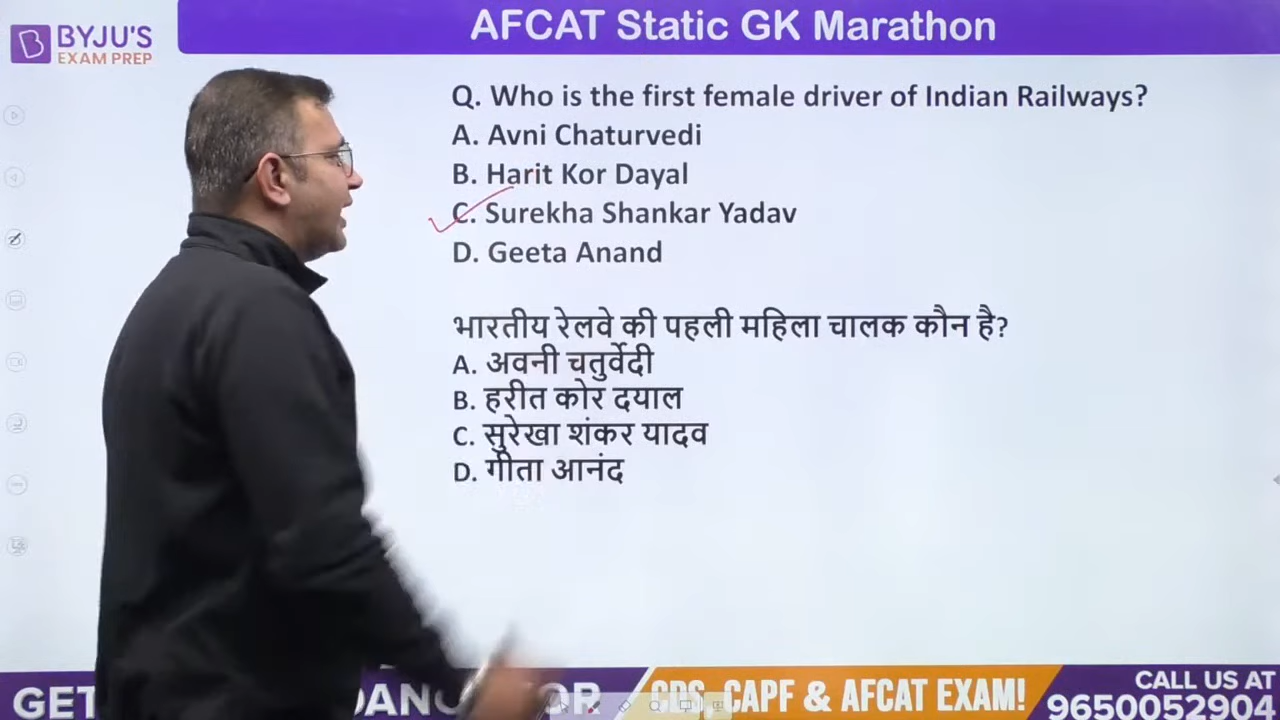 BYJU'S
EXAM PREP
AFCAT Static GK Marathon
Q. Who is the first female driver of Indian Railways?
A. Avni Chaturvedi
B. Harit Kor Dayal
C. Surekha Shankar Yadav
D. Geeta Anand
भारतीय रेलवे की पहली महिला चालक कौन है?
A. अवनी चतुर्वेदी
B. हरीत कोर दयाल
C. सुरेखा शंकर यादव
D. गीता आनंद
GET CDS, CAPF & AFCAT EXAM!
CALL US AT
9650052904